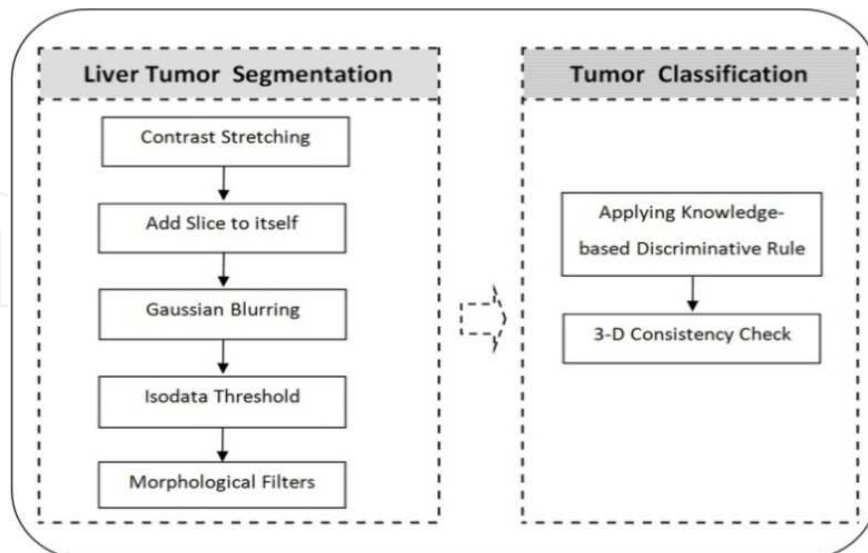 Liver Tumor Segmentation
Contrast Stretching
Add Slice to itself
Gaussian Blurring
Isodata Threshold
Morphological Filters
Tumor Classification
Applying Knowledge-
based Discriminative Rule
3-D Consistency Check